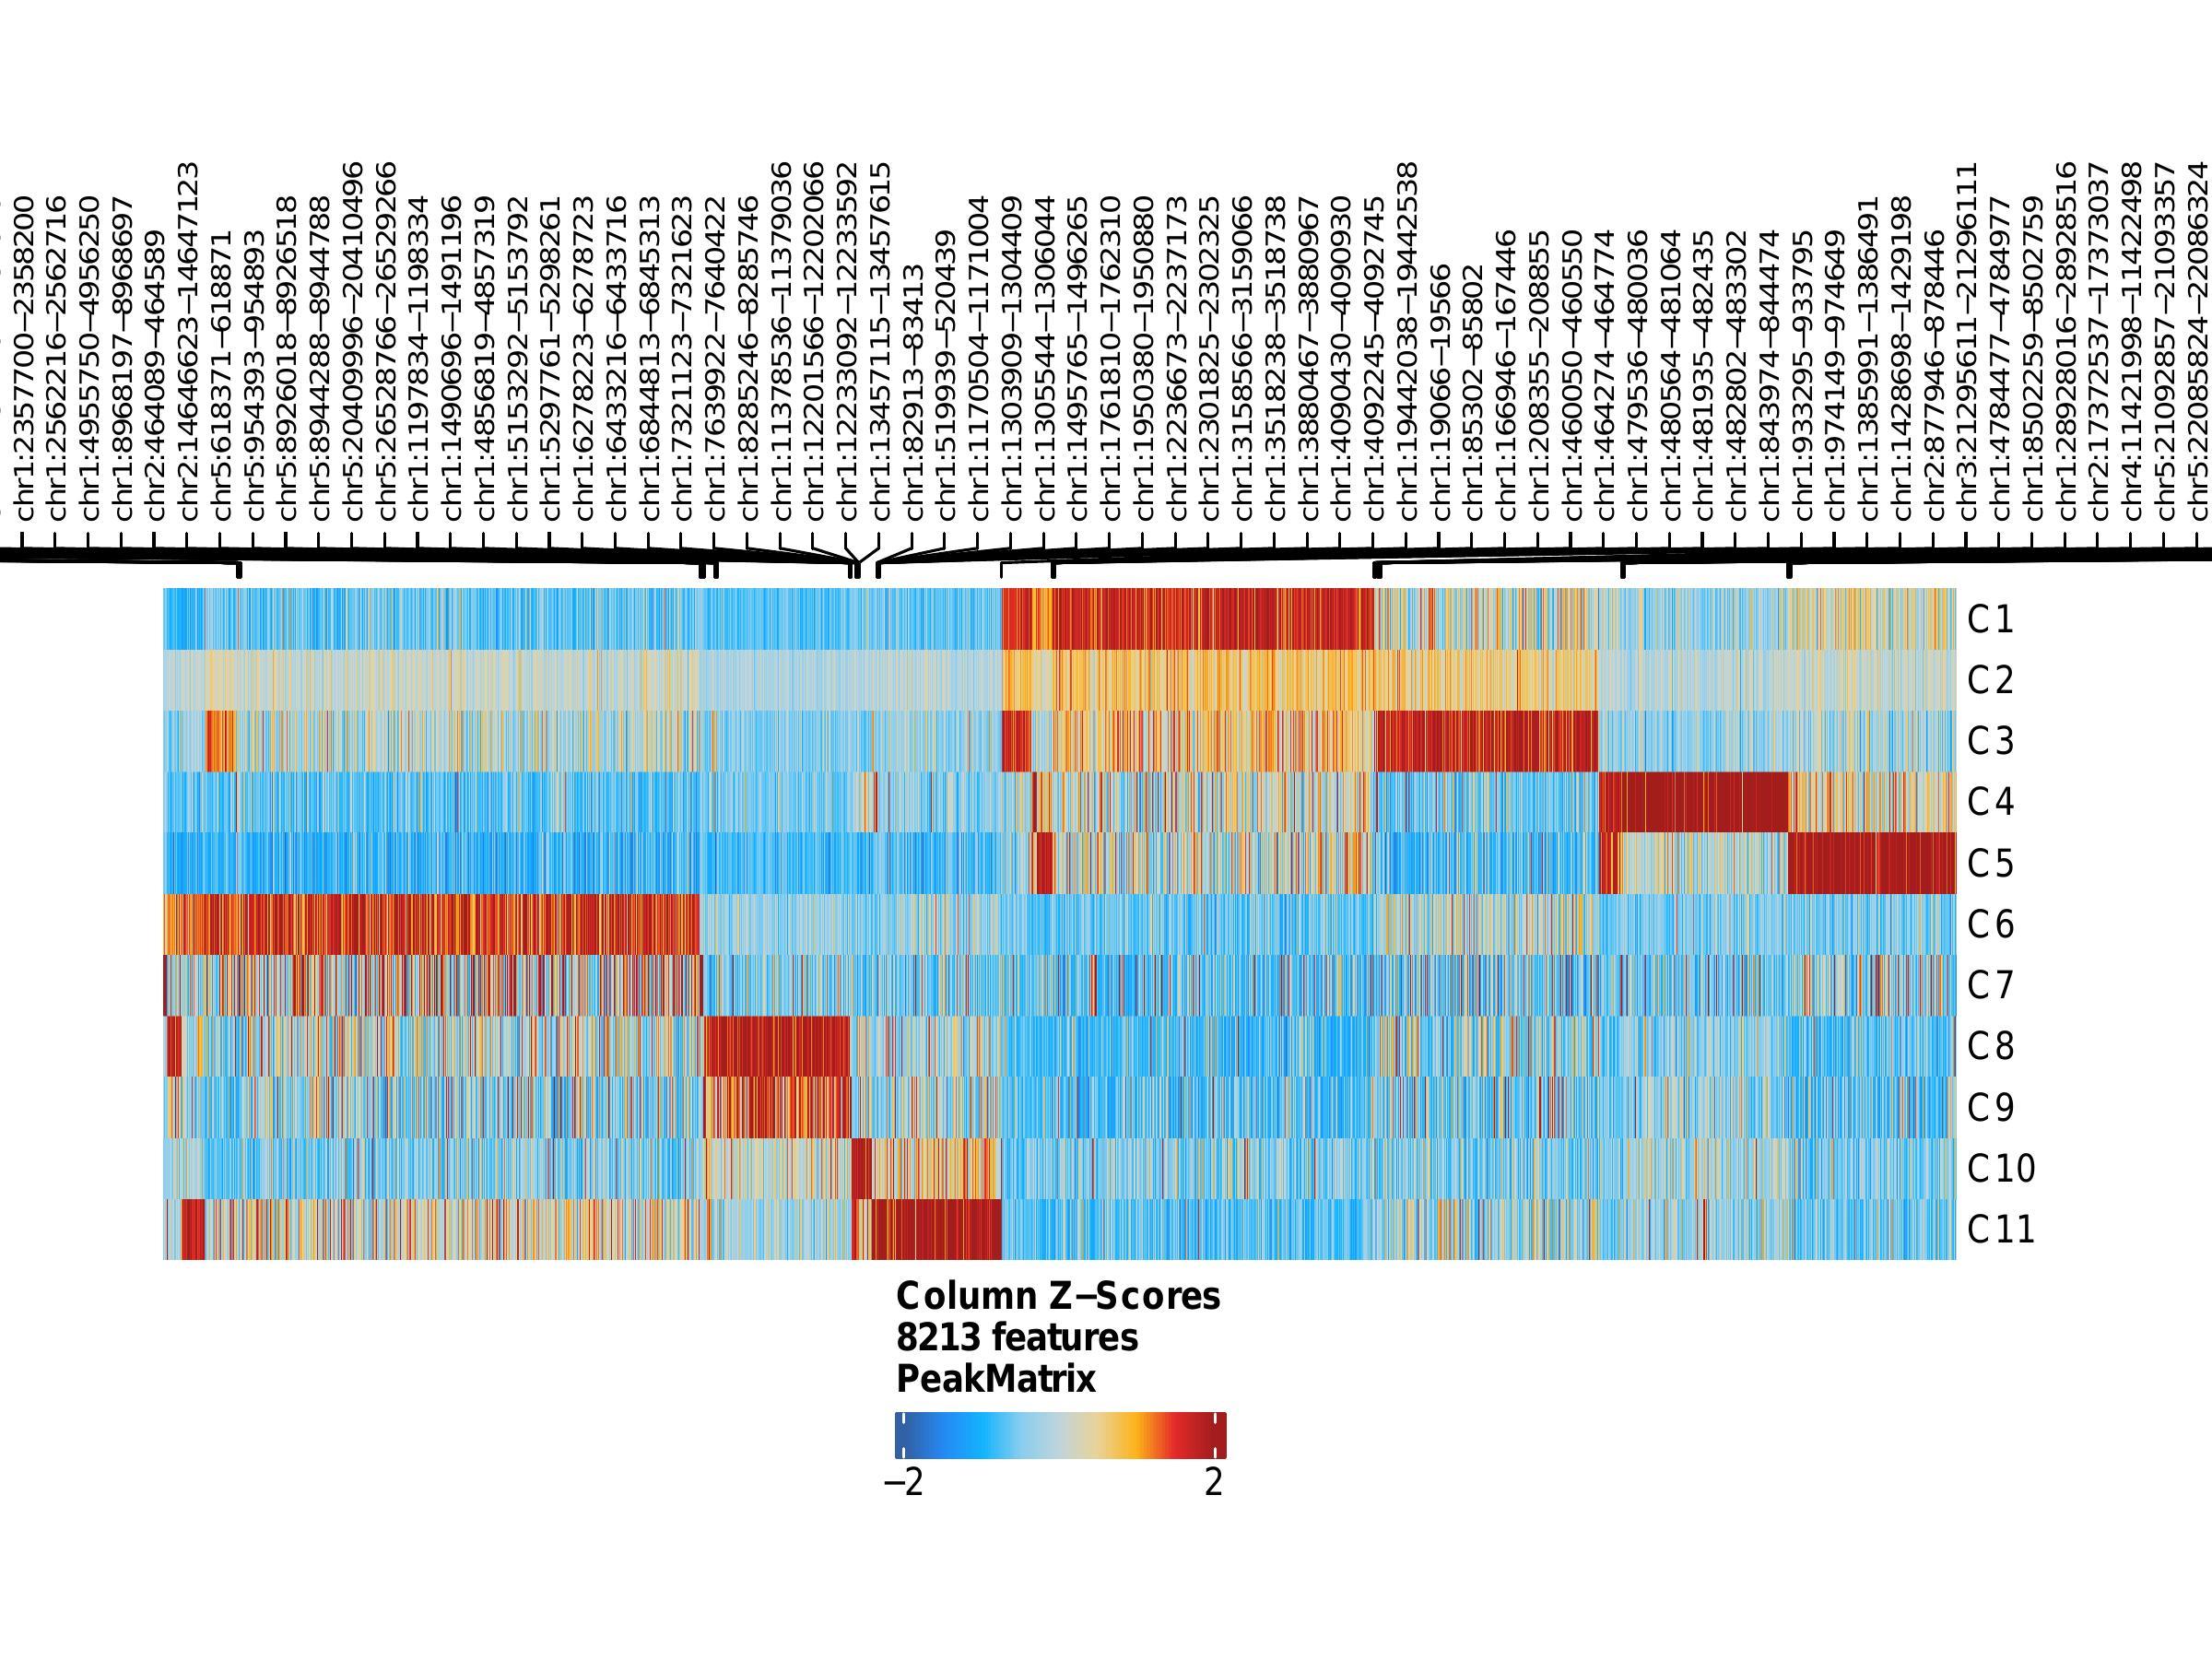 chr1:2357700−2358200
chr1:2562216−2562716
chr1:4955750−4956250
chr1:8968197−8968697
chr2:464089−464589
chr2:14646623−14647123
chr5:618371−618871
chr5:954393−954893
chr5:8926018−8926518
chr5:8944288−8944788
chr5:20409996−20410496
chr5:26528766−26529266
chr1:1197834−1198334
chr1:1490696−1491196
chr1:4856819−4857319
chr1:5153292−5153792
chr1:5297761−5298261
chr1:6278223−6278723
chr1:6433216−6433716
chr1:6844813−6845313
chr1:7321123−7321623
chr1:7639922−7640422
chr1:8285246−8285746
chr1:11378536−11379036
chr1:12201566−12202066
chr1:12233092−12233592
chr1:13457115−13457615
chr1:82913−83413
chr1:519939−520439
chr1:1170504−1171004
chr1:1303909−1304409
chr1:1305544−1306044
chr1:1495765−1496265
chr1:1761810−1762310
chr1:1950380−1950880
chr1:2236673−2237173
chr1:2301825−2302325
chr1:3158566−3159066
chr1:3518238−3518738
chr1:3880467−3880967
chr1:4090430−4090930
chr1:4092245−4092745
chr1:19442038−19442538
chr1:19066−19566
chr1:85302−85802
chr1:166946−167446
chr1:208355−208855
chr1:460050−460550
chr1:464274−464774
chr1:479536−480036
chr1:480564−481064
chr1:481935−482435
chr1:482802−483302
chr1:843974−844474
chr1:933295−933795
chr1:974149−974649
chr1:1385991−1386491
chr1:1428698−1429198
chr2:877946−878446
chr3:21295611−21296111
chr1:4784477−4784977
chr1:8502259−8502759
chr1:28928016−28928516
chr2:17372537−17373037
chr4:11421998−11422498
chr5:21092857−21093357
chr5:22085824−22086324
C1
C2
C3
C4
C5
C6
C7
C8
C9
C10
C11
Column Z−Scores
8213 features
PeakMatrix
−2 2